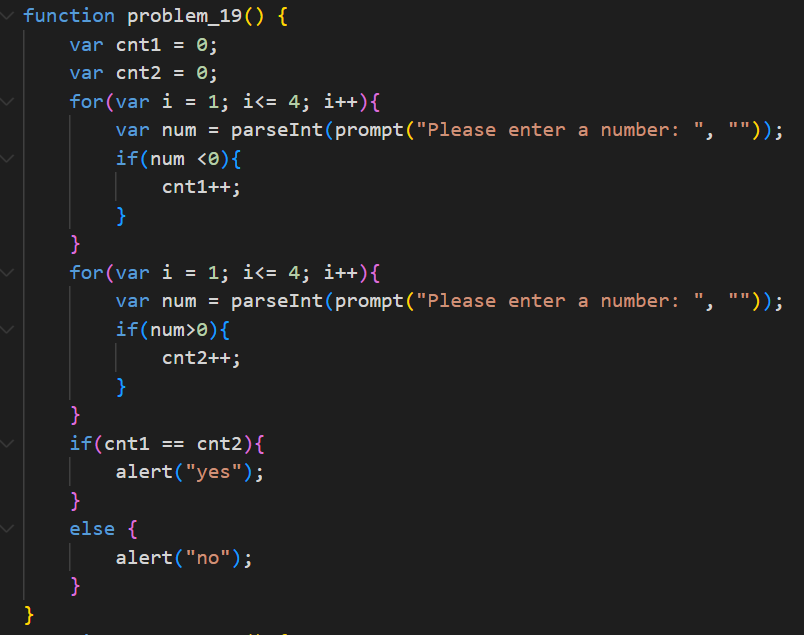 function problem_19() {
    var cnt1 = 0;
    var cnt2 = 0;
    for(var i = 1; i<= 4; i++){
        var num = parseInt(prompt("Please enter a number: ", ""));
        if(num <0){
            cnt1++;
        }
    }
    for(var i = 1; i<= 4; i++){
        var num = parseInt(prompt("Please enter a number: ", ""));
        if(num>0){
            cnt2++;
        }
    }
    if(cnt1 == cnt2){
        alert("yes");
    }
    else {
        alert("no");
    }
}